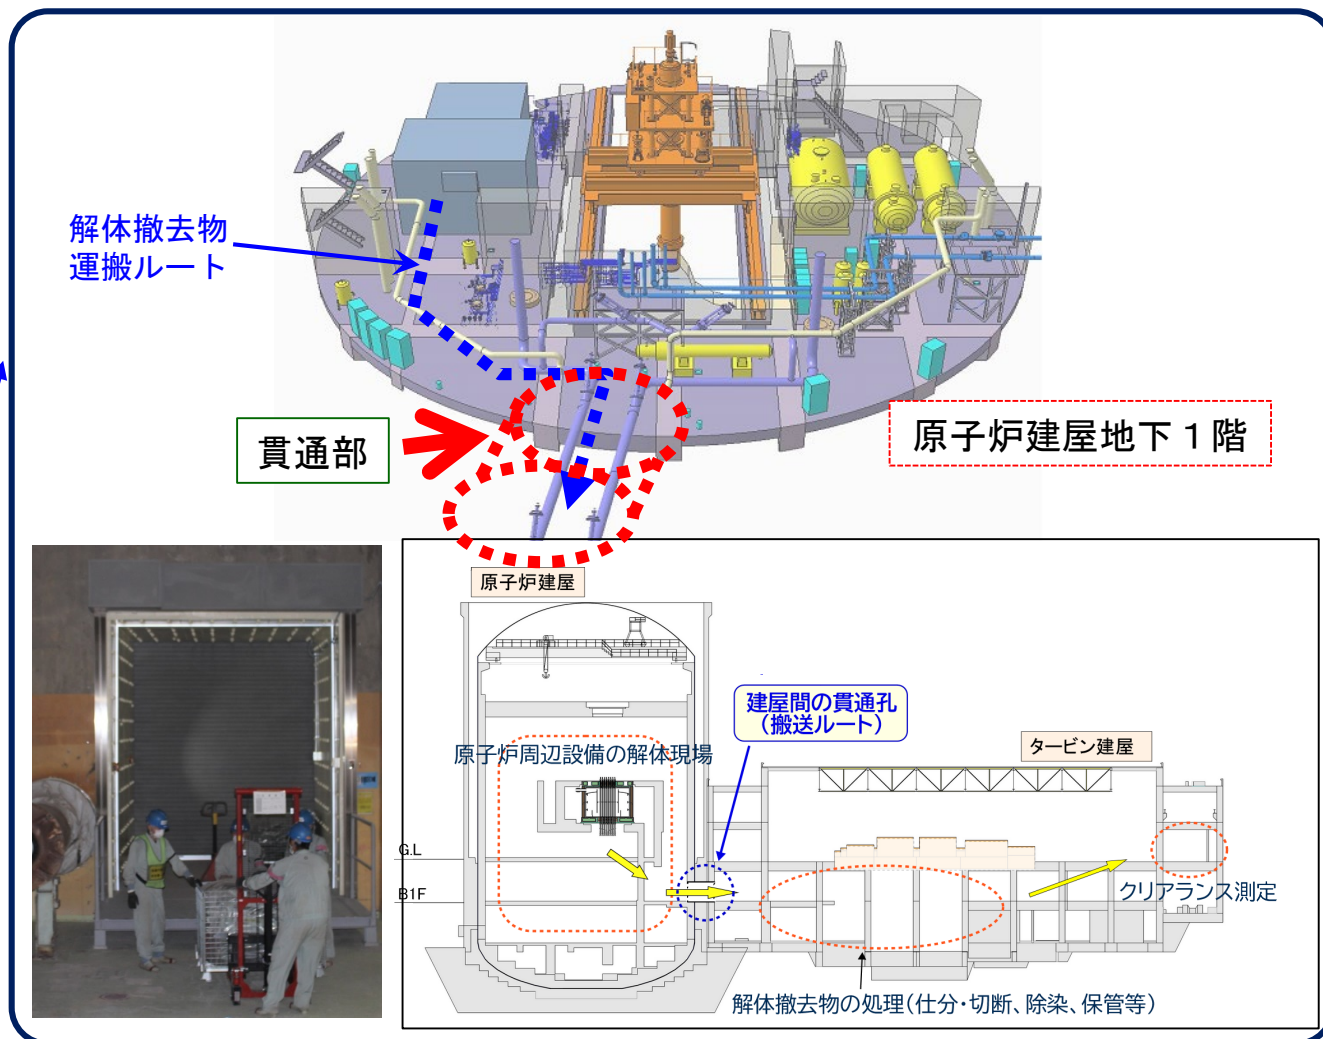 解体撤去物
運搬ルート
貫通部
原子炉建屋地下１階
原子炉建屋
建屋間の貫通孔
（搬送ルート）
タービン建屋
原子炉周辺設備の解体現場
G.L
B1F
クリアランス測定
解体撤去物の処理（仕分・切断、除染、保管等）